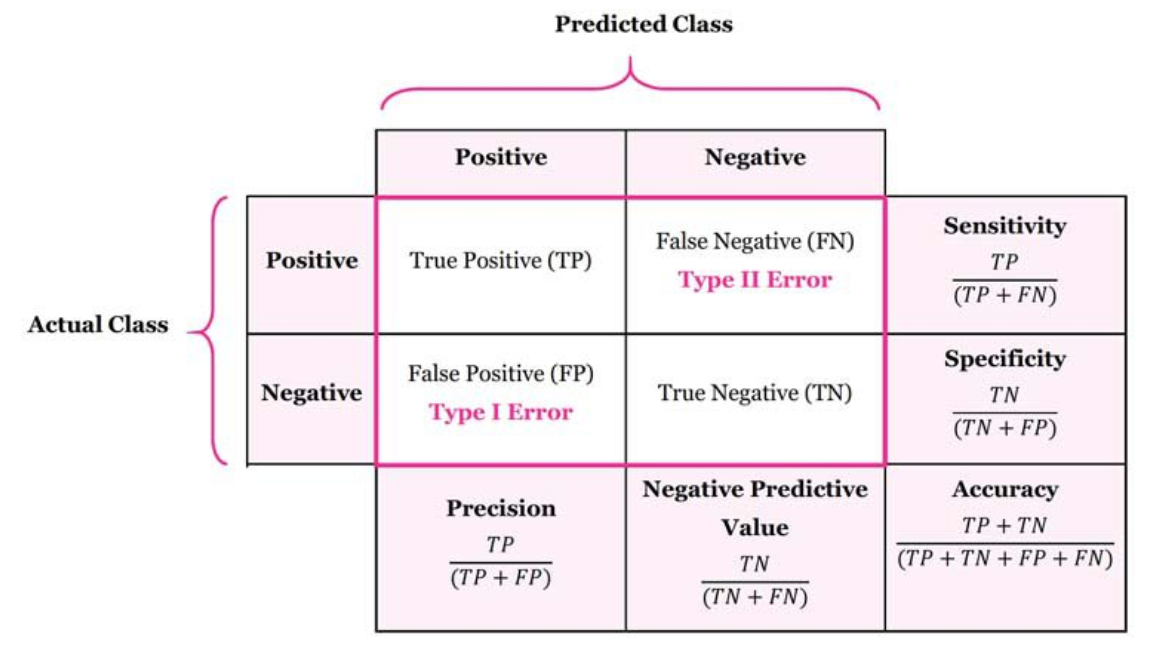 Predicted Class
Positive Negative
Positive
True Positive (TP)
False Negative (FN)
Type II Error
Sensitivity
TP
(TP + FN)
Actual Class
Negative
False Positive (FP)
Type I Error
True Negative (TN)
Specificity
TN
(TN + FP)
Precision
TP
(TP + FP)
Negative Predictive
Value
TN
(TN + FN)
Accuracy
TP + TN
(TP + TN + FP + FN)